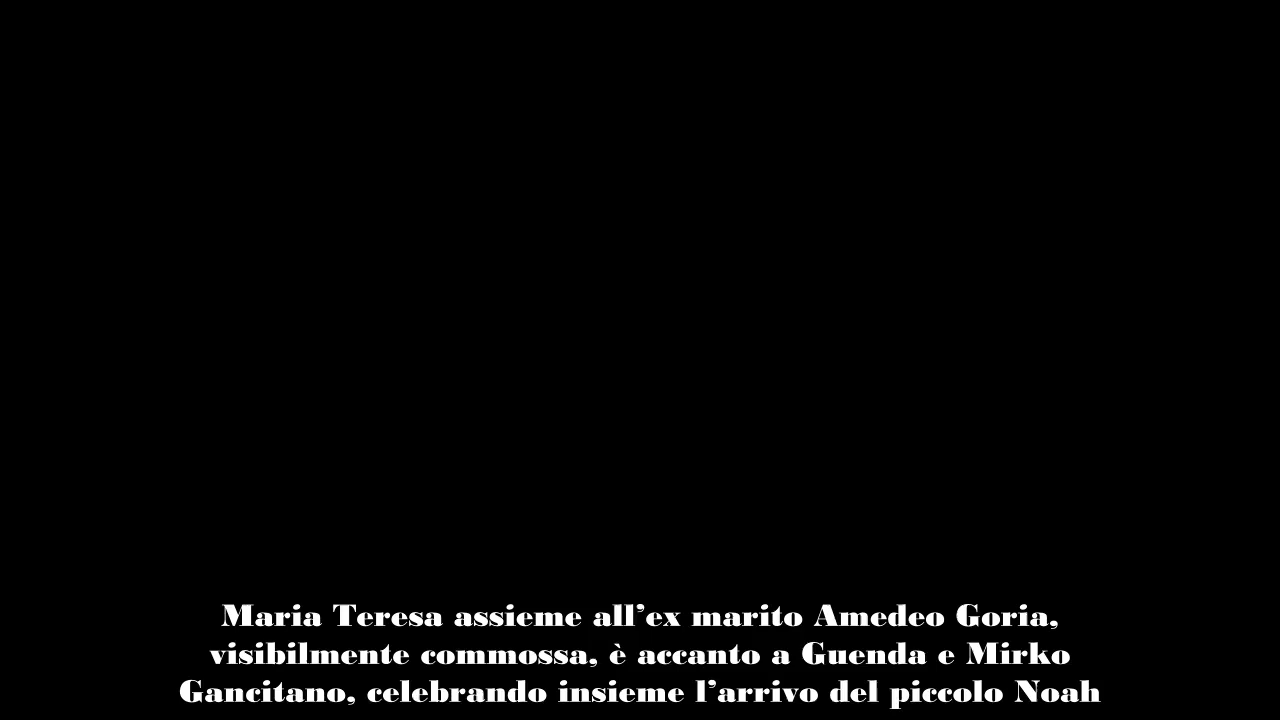 Maria Teresa assieme all’ex marito Amedeo Goria,
visibilmente commossa, è accanto a Guenda e Mirko
Gancitano, celebrando insieme l’arrivo del piccolo Noah